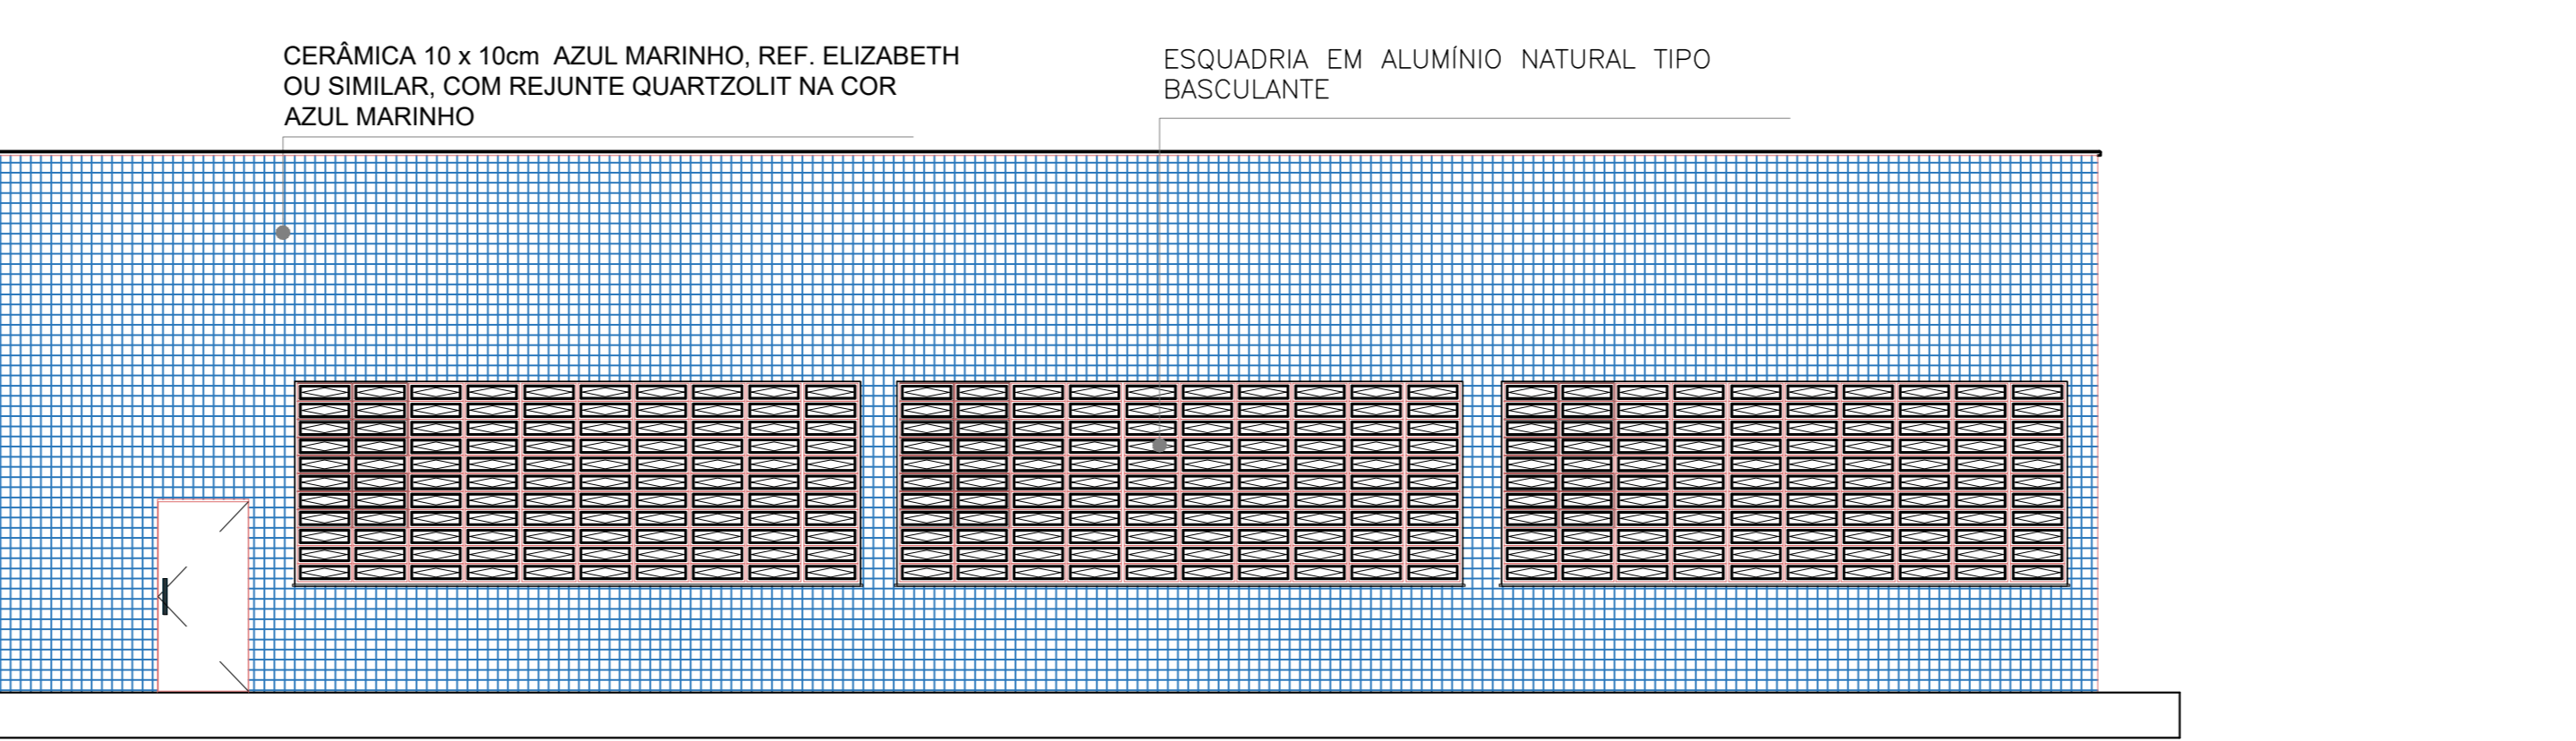 CERÂMICA 10 x 10cm AZUL MARINHO, REF. ELIZABETH
OU SIMILAR, COM REJUNTE QUARTZOLIT NA COR
AZUL MARINHO
ESQUADRIA EM ALUMÍNIO NATURAL TIPO
BASCULANTE